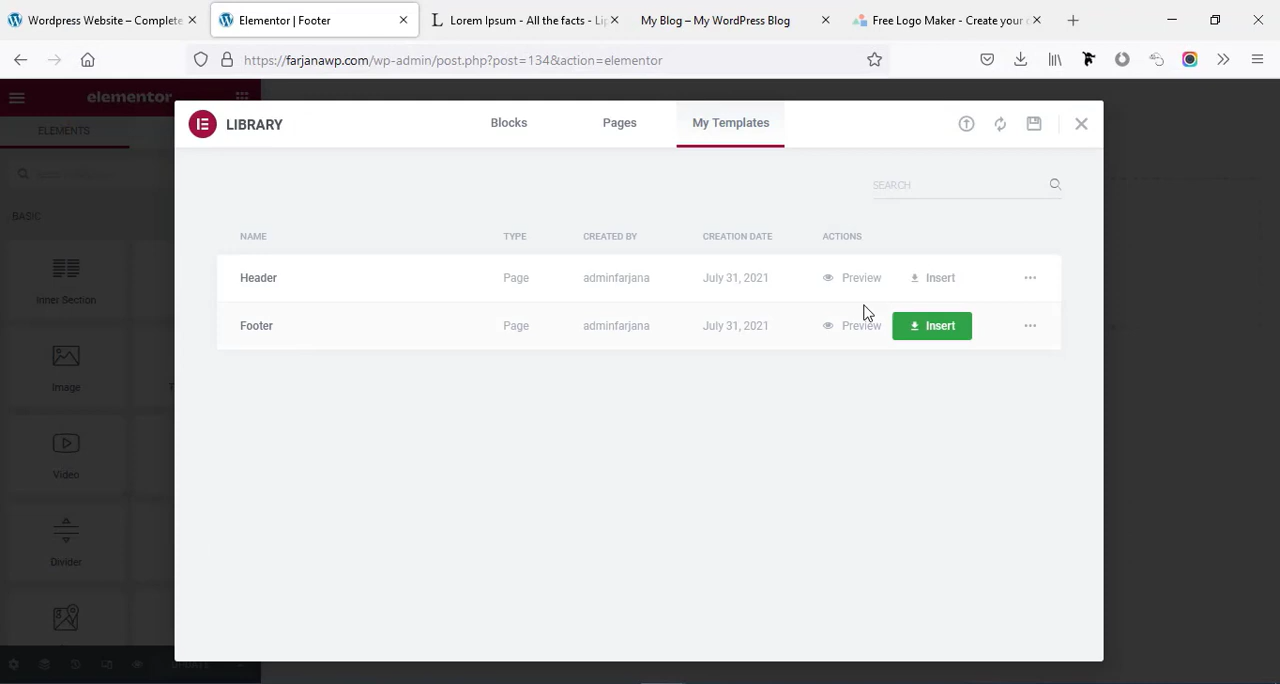 Wordpress Website – Complete
Elementor | Footer
Lorem Ipsum - All the facts - Lip
My Blog – My WordPress Blog
Free Logo Maker - Create your o
https://farjanawp.com/wp-admin/post.php?post=134&action=elementor
elementor
ELEMENTS
BASIC
Inner Section
Image
Video
Divider
UPDATE
LIBRARY
Blocks
Pages
My Templates
SEARCH
NAME TYPE CREATED BY CREATION DATE ACTIONS
Header Page adminfarjana July 31, 2021 Preview Insert
Footer Page adminfarjana July 31, 2021 Preview Insert